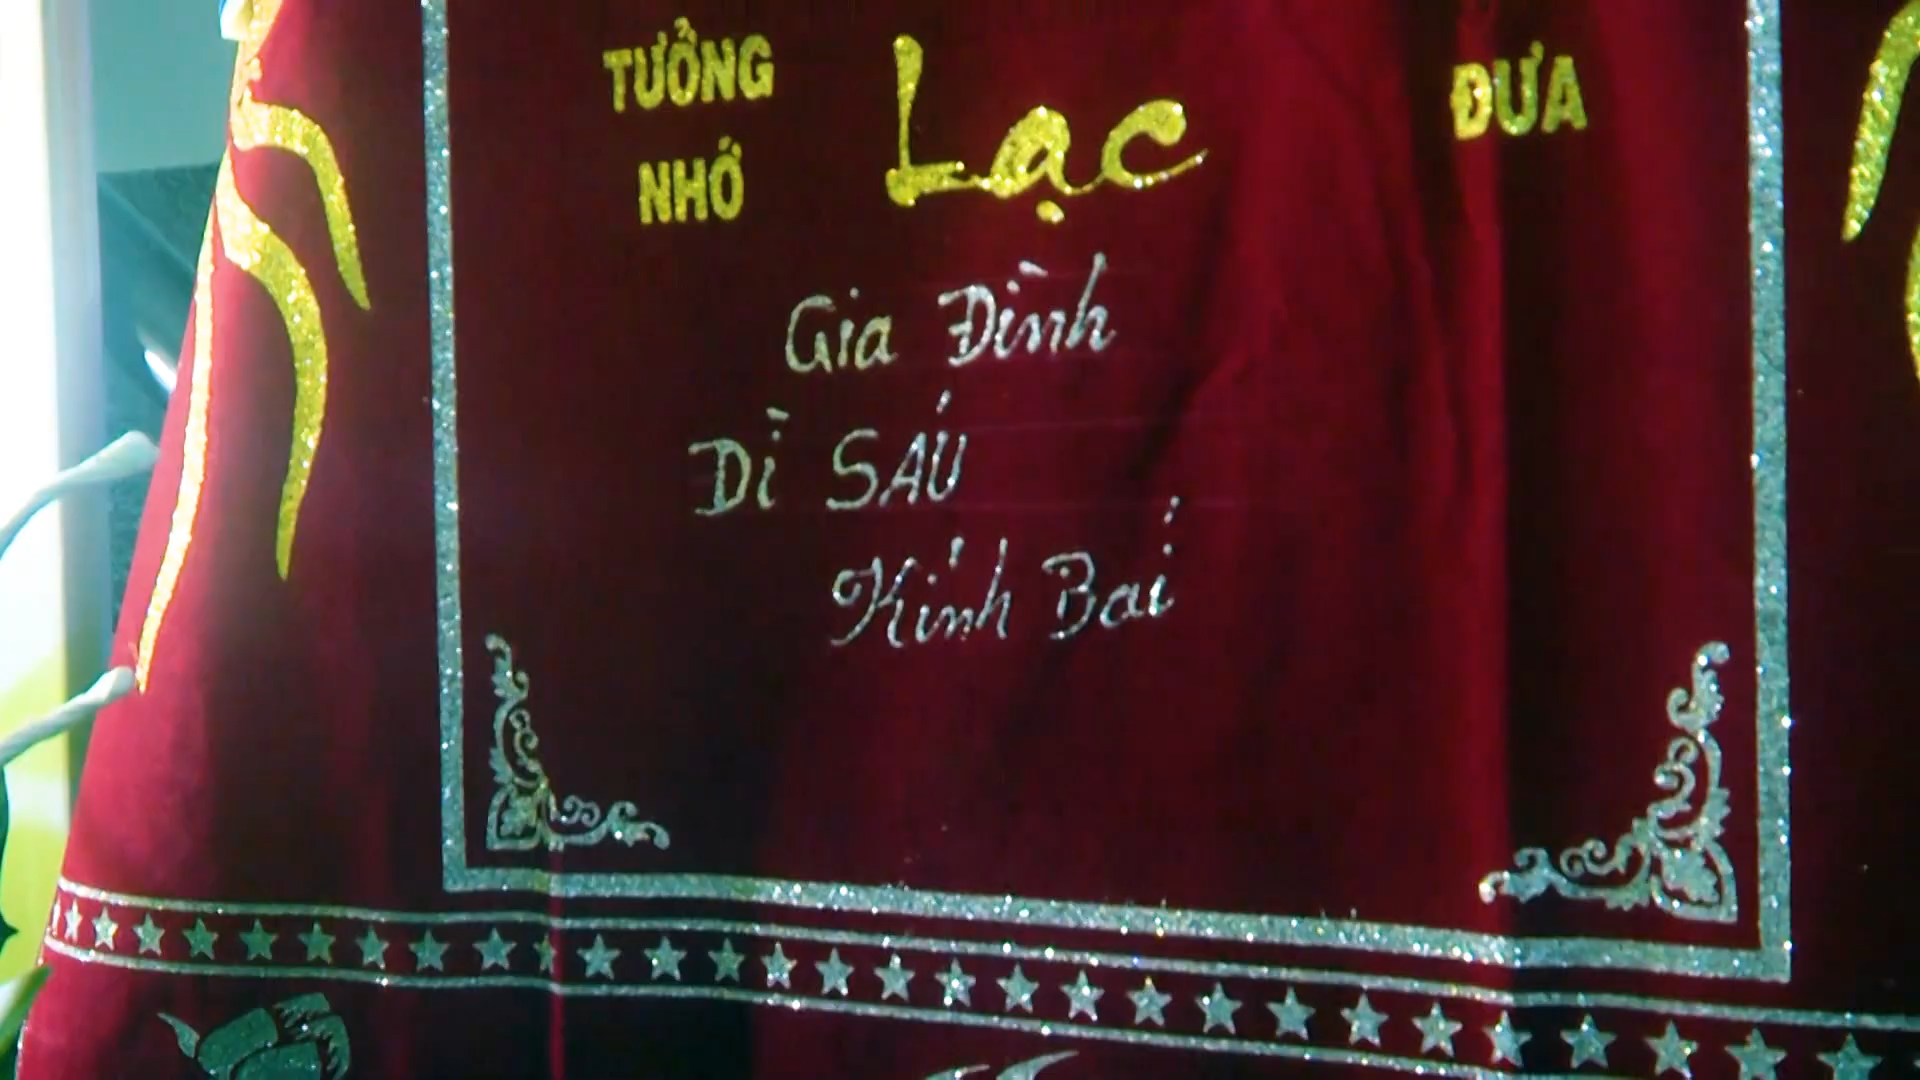 TƯỞNG NHỚ
Lạc
ĐƯA
Gia Đình
Dì SÁU
Kính Bái